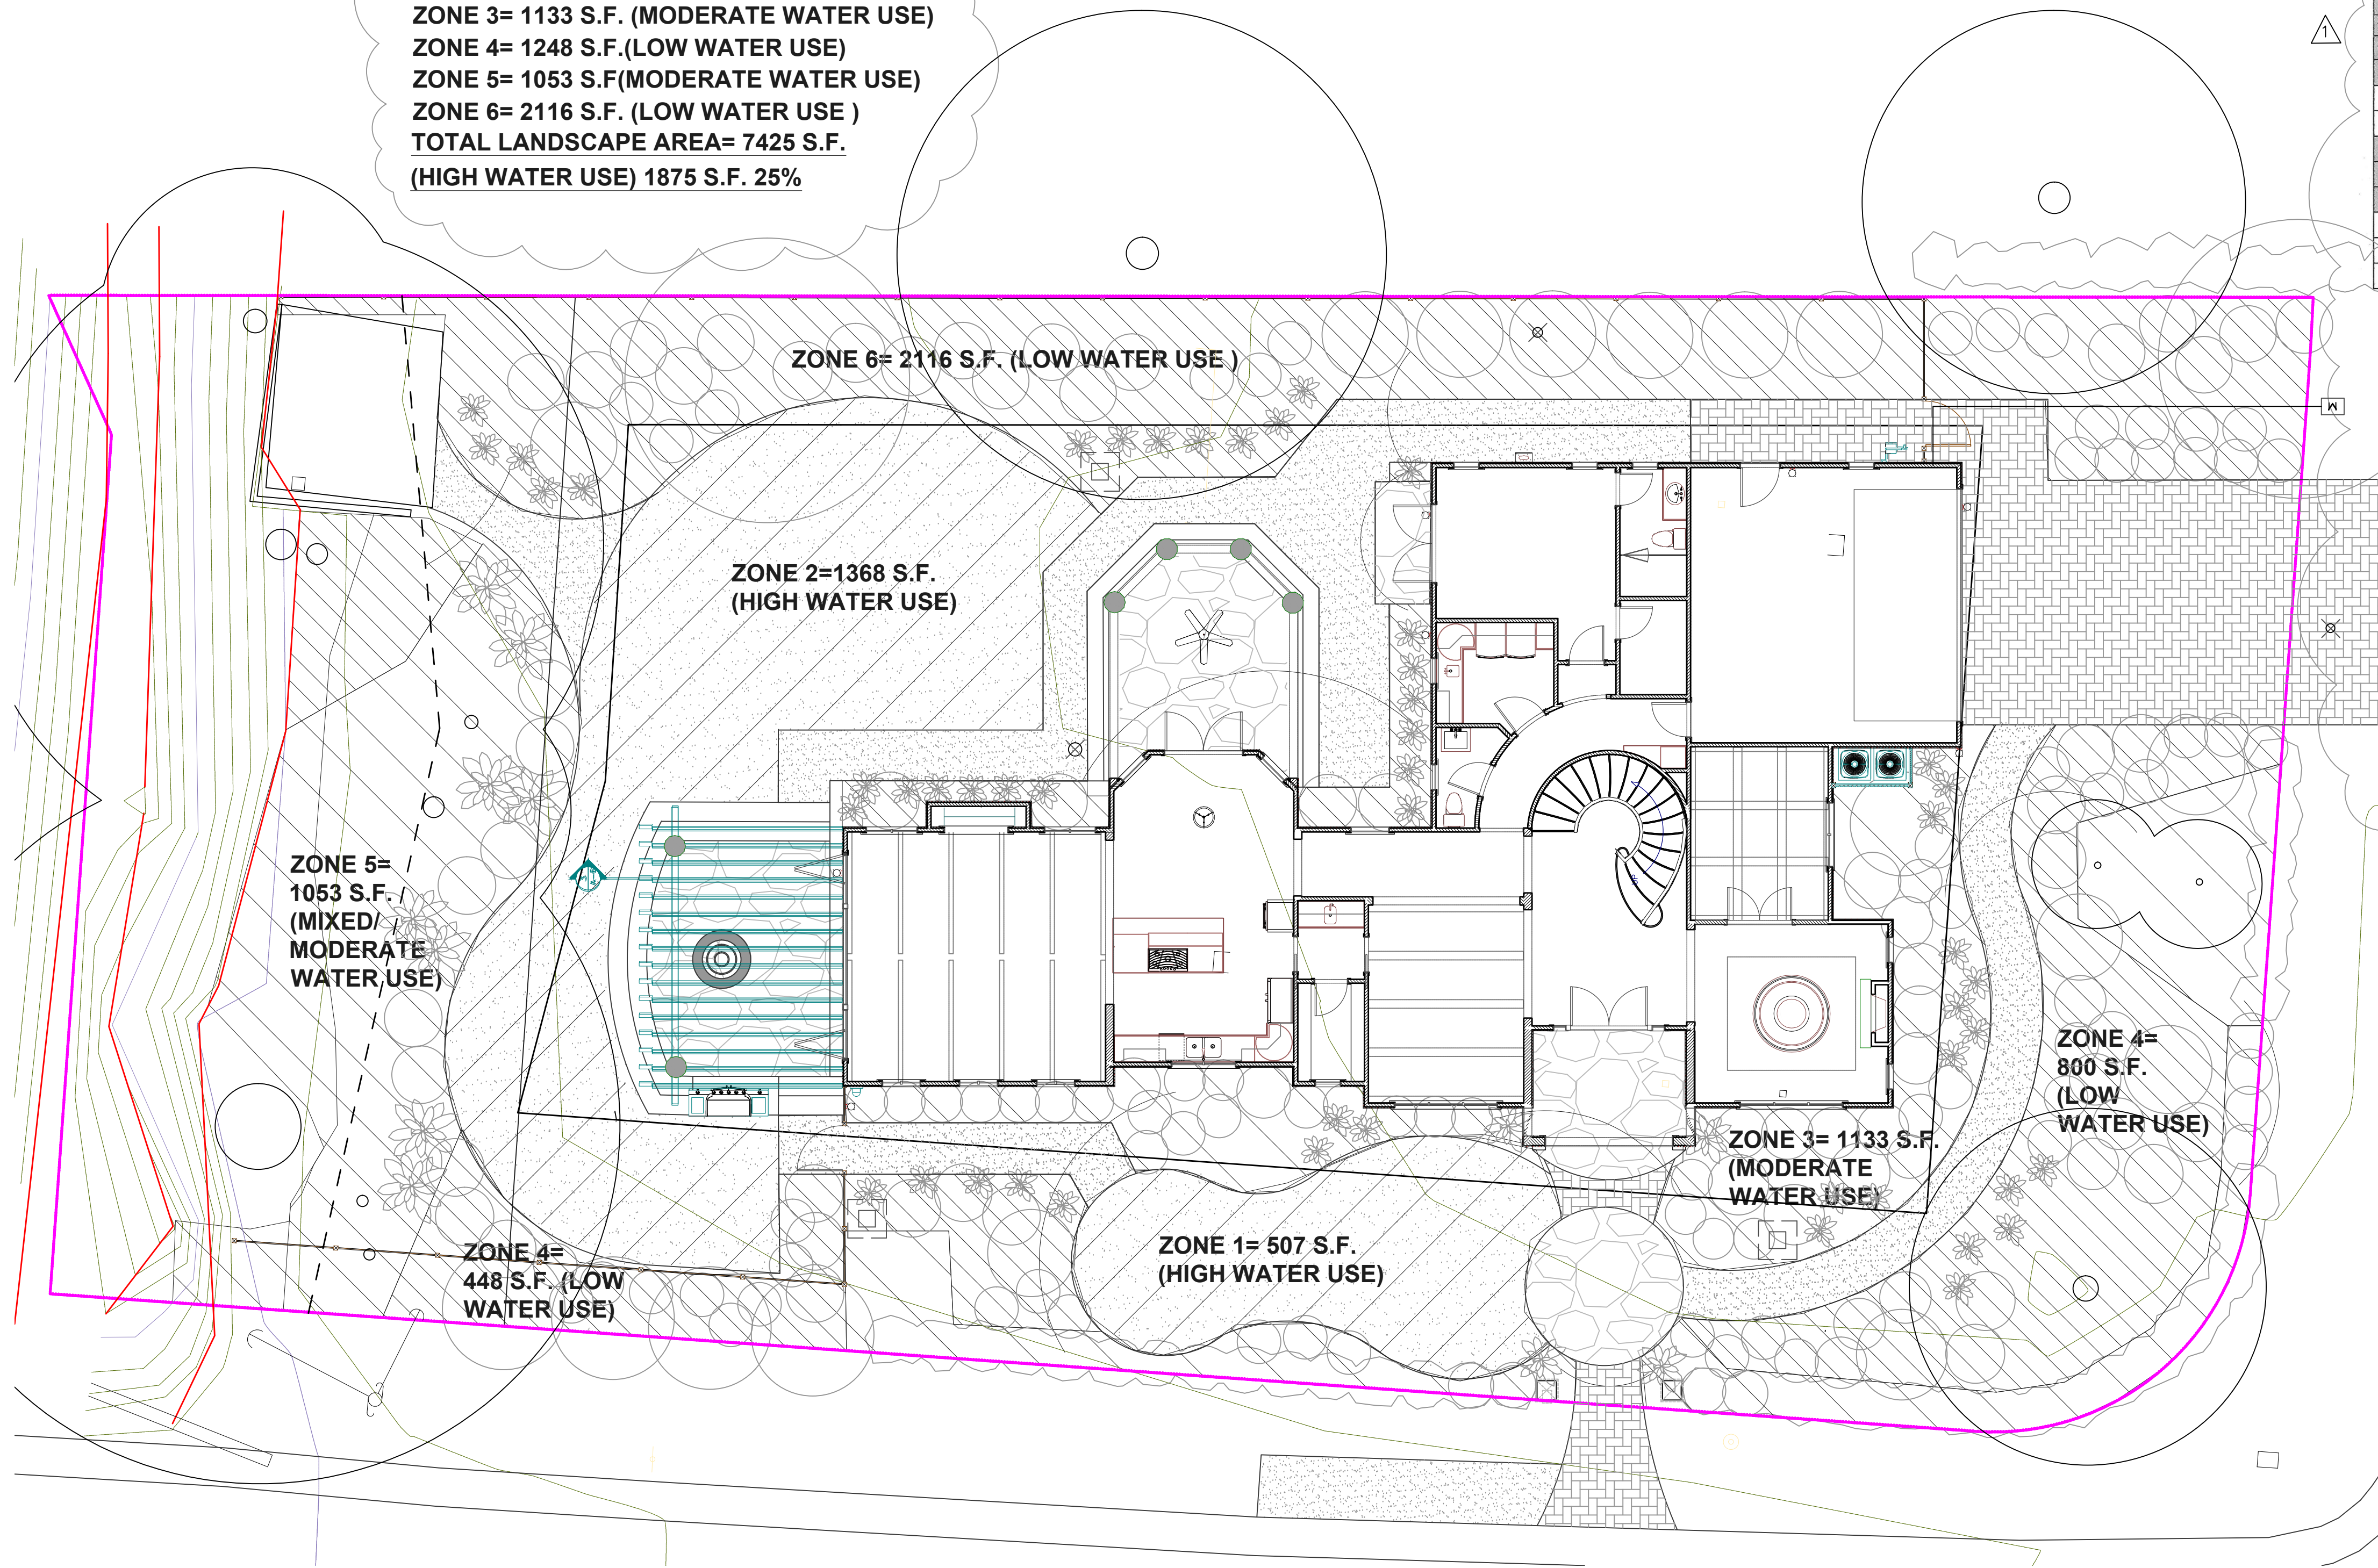 ZONE 3= 1133 S.F. (MODERATE WATER USE)
ZONE 4= 1248 S.F.(LOW WATER USE)
ZONE 5= 1053 S.F(MODERATE WATER USE)
ZONE 6= 2116 S.F. (LOW WATER USE )
TOTAL LANDSCAPE AREA= 7425 S.F.
(HIGH WATER USE) 1875 S.F. 25%
1
ZONE 6= 2116 S.F. (LOW WATER USE )
M
ZONE 2=1368 S.F.
(HIGH WATER USE)
ZONE 5=
1053 S.F.
(MIXED/
MODERATE
WATER USE)
ZONE 4=
800 S.F.
(LOW
WATER USE)
ZONE 3= 1133 S.F.
(MODERATE
WATER USE)
ZONE 1= 507 S.F.
(HIGH WATER USE)
ZONE 4=
448 S.F. (LOW
WATER USE)